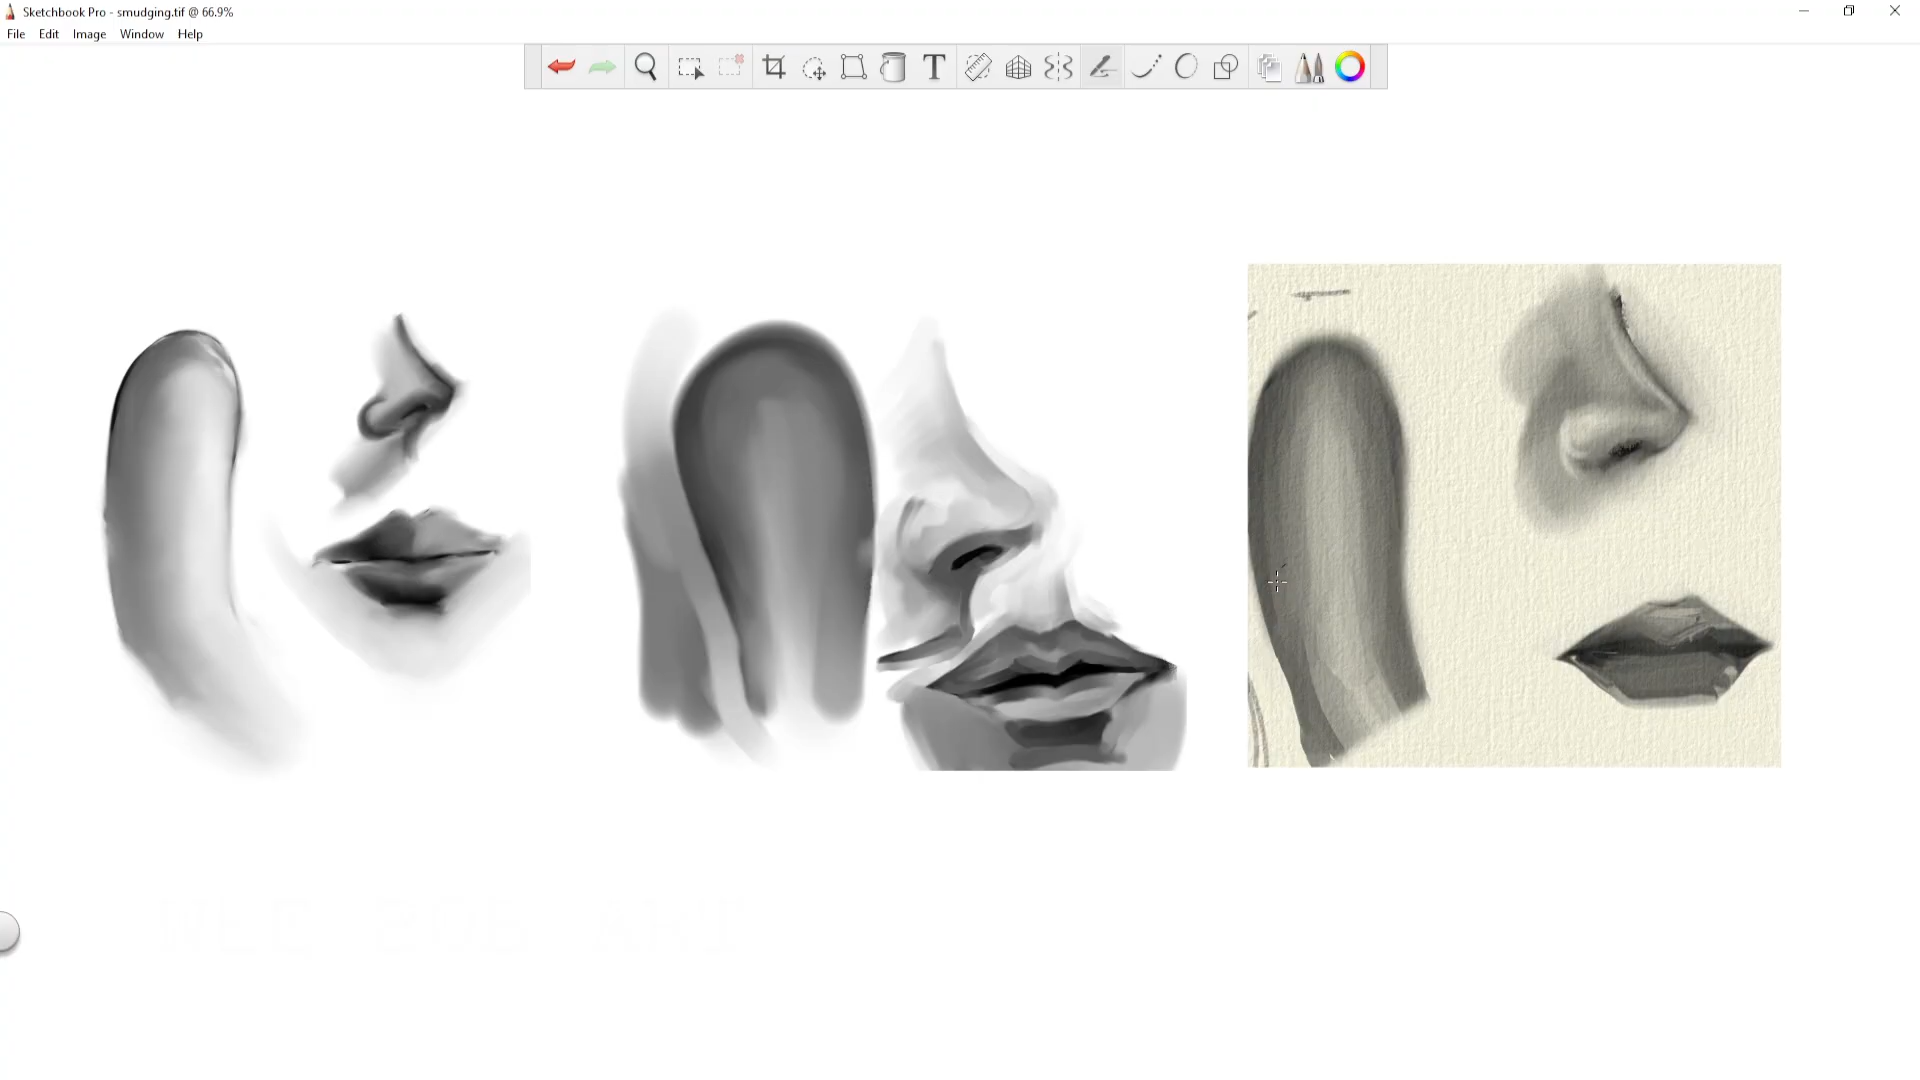 Sketchbook Pro - smudging.tif @ 66.9%
File Edit Image Window Help
T